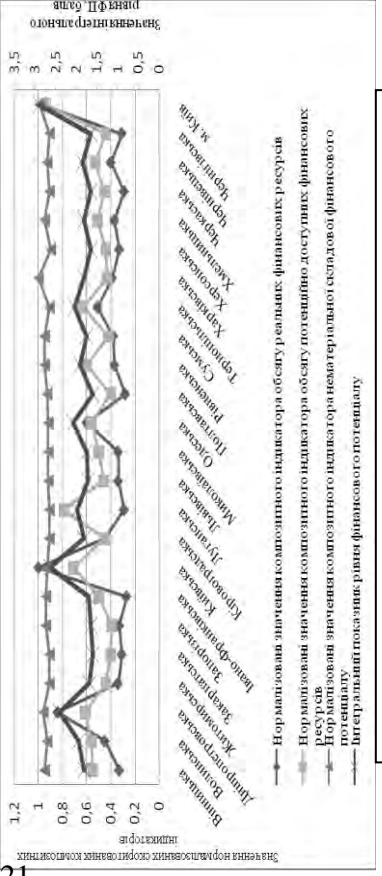 Значення нормалізованих скоригованих композитних
індикаторів
1,2
1
0,8
0,6
0,4
0,2
0
Значення інтегрального
рівня ФП, балів
3,5
3
2,5
2
1,5
1
0,5
0
Вінницька
Волинська
Дніпропетровська
Житомирська
Закарпатська
Запорізька
Івано-Франківська
Київська
Кіровоградська
Луганська
Львівська
Миколаївська
Одеська
Полтавська
Рівненська
Сумська
Тернопільська
Харківська
Херсонська
Хмельницька
Черкаська
Чернівецька
Чернігівська
м. Київ
Нормалізовані значення композитного індикатора обсягу реальних фінансових ресурсів
Нормалізовані значення композитного індикатора обсягу потенційно доступних фінансових
ресурсів
Нормалізовані значення композитного індикатора нематеріальної складової фінансового
потенціалу
Інтегральний показник рівня фінансового потенціалу
21